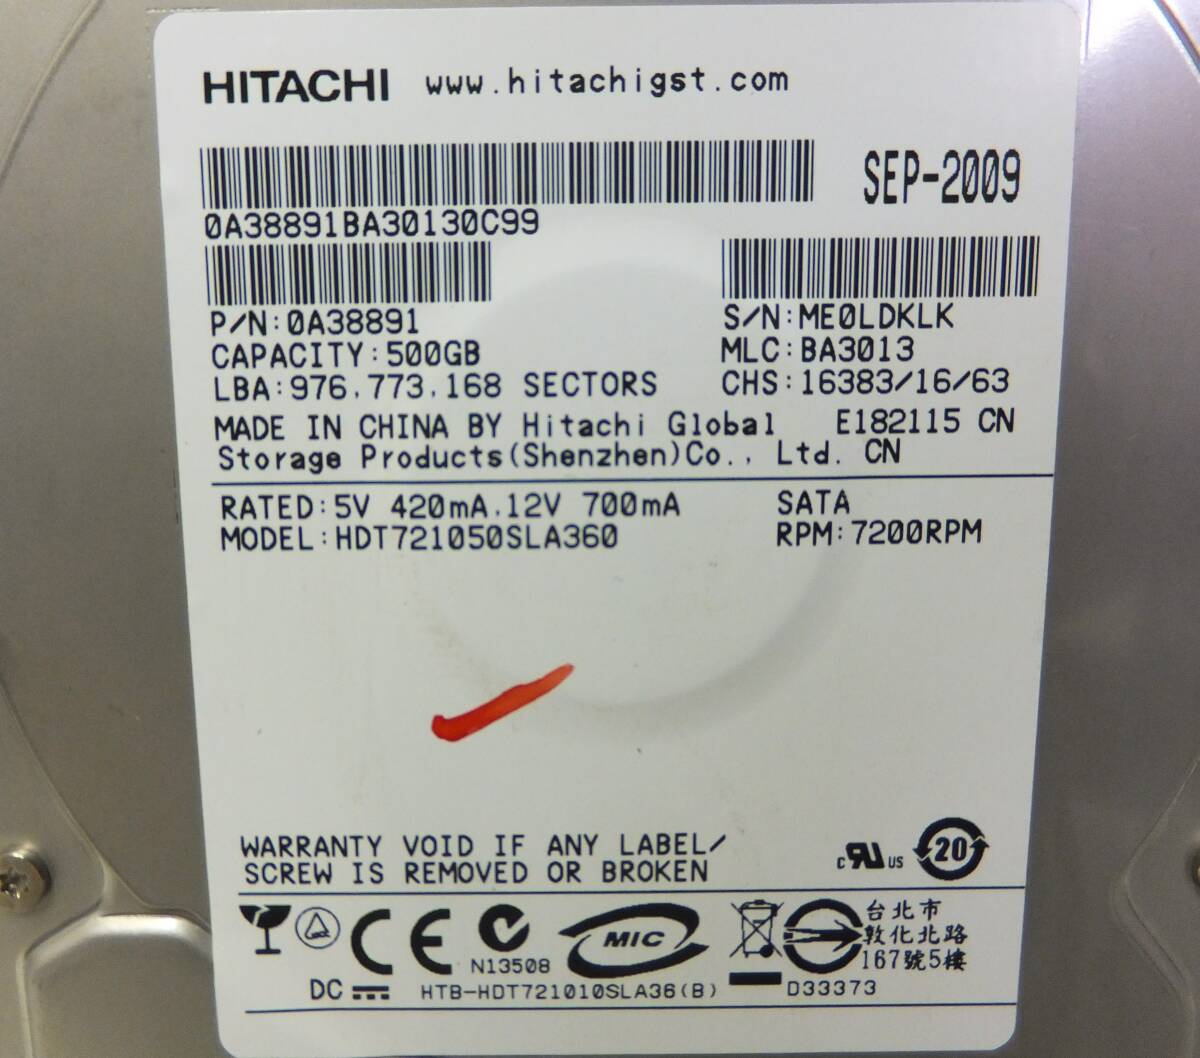 HITACHI www.hitachigst.com
SEP-2009
0A38891BA30130C99
P/N:0A38891 S/N:ME0LDKLK
CAPACITY:500GB MLC:BA3013
LBA:976,773,168 SECTORS CHS:16383/16/63
MADE IN CHINA BY Hitachi Global E182115 CN
Storage Products(Shenzhen)Co., Ltd. CN
RATED:5V 420mA,12V 700mA SATA
MODEL:HDT721050SLA360 RPM:7200RPM
WARRANTY VOID IF ANY LABEL/
SCREW IS REMOVED OR BROKEN
c RU US 20
CE N13508 MIC
台北市
敦化北路
167號5樓
DC HTB-HDT721010SLA36(B) D33373